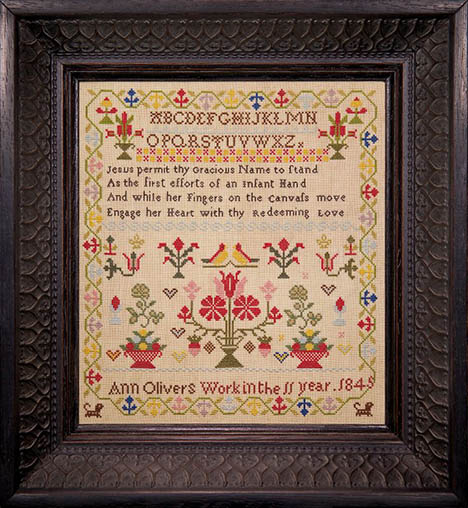 ABCDEFGHIJKLMN
OPQRSTUVWXZ
Jesus permit thy Gracious Name to ſtand
As the first efforts of an Infant Hand
And while her Fingers on the Canvaſs move
Engage her Heart with thy Redeeming Love
Ann Olivers Work in the 11 year. 1845